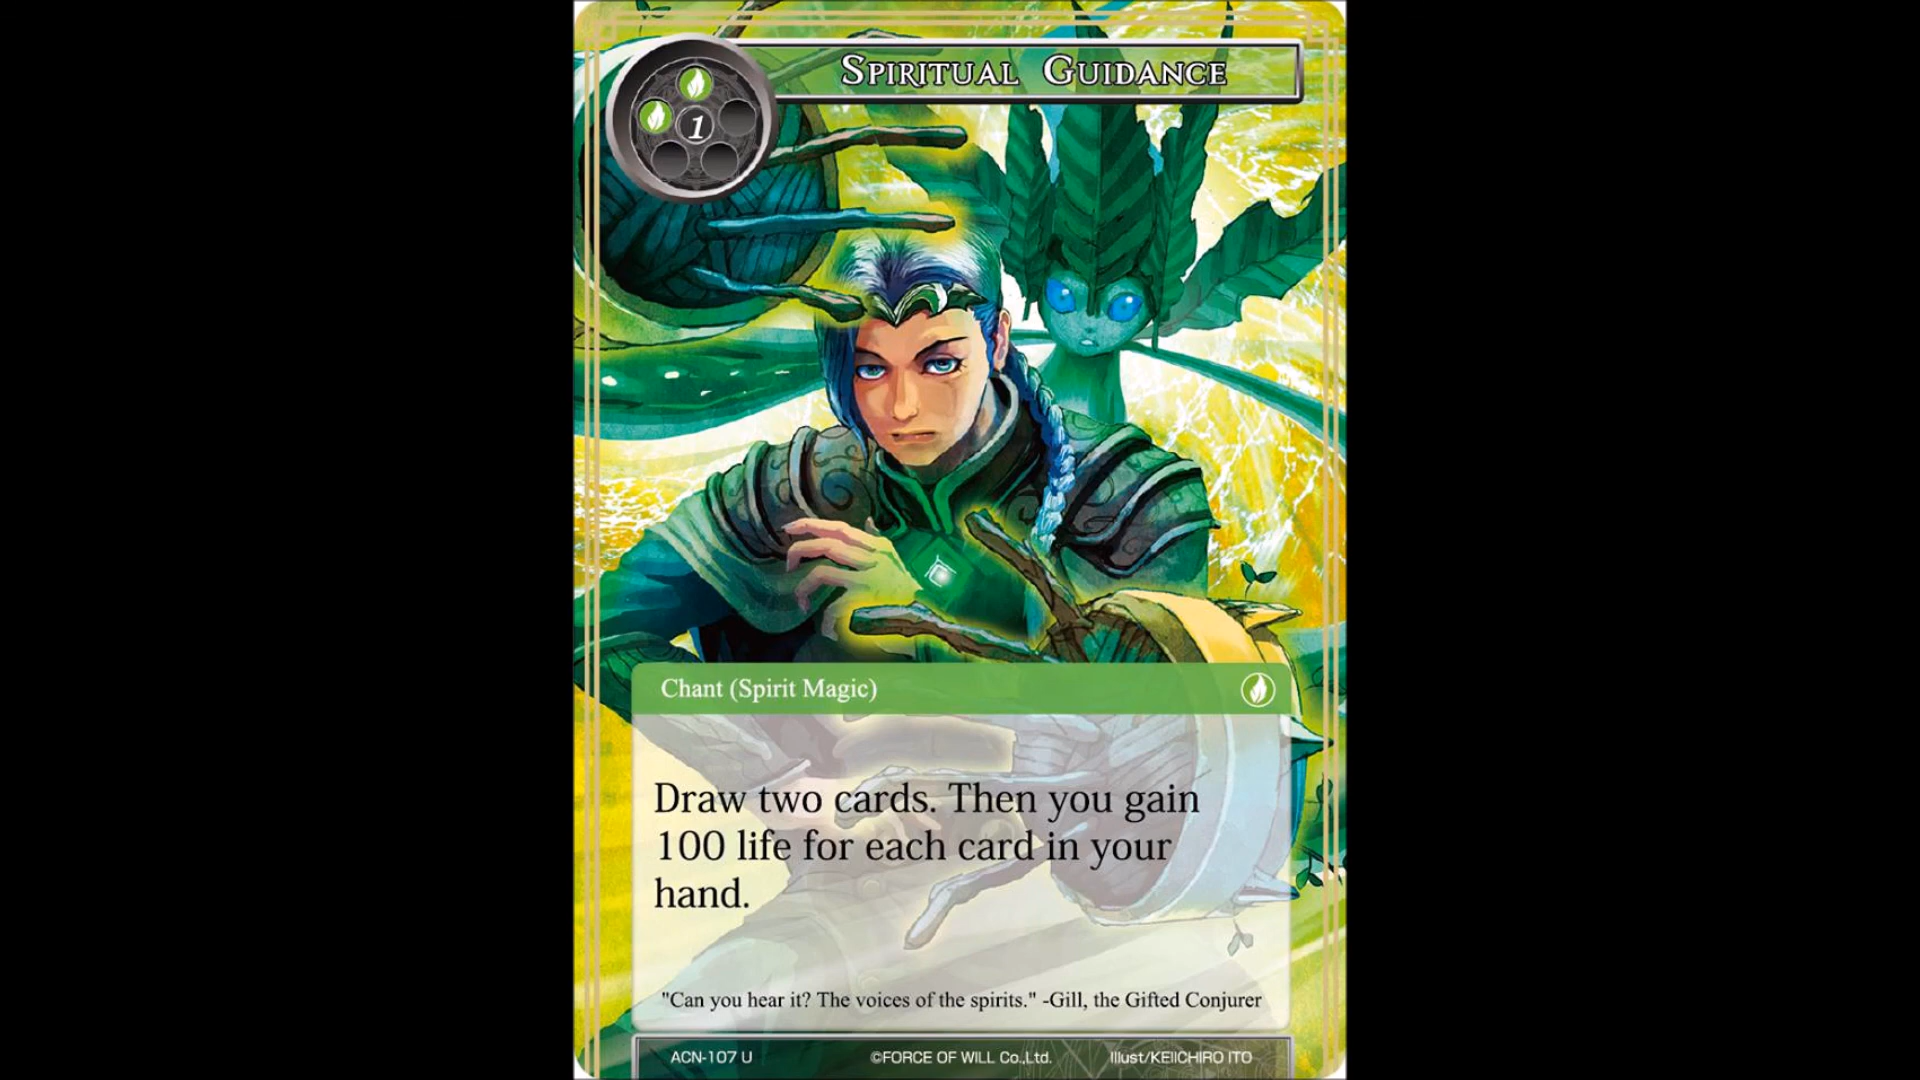 Spiritual Guidance
1
Chant (Spirit Magic)
Draw two cards. Then you gain
100 life for each card in your
hand.
"Can you hear it? The voices of the spirits." -Gill, the Gifted Conjurer
ACN-107 U ©FORCE OF WILL Co.,Ltd. Illust/KEIICHIRO ITO